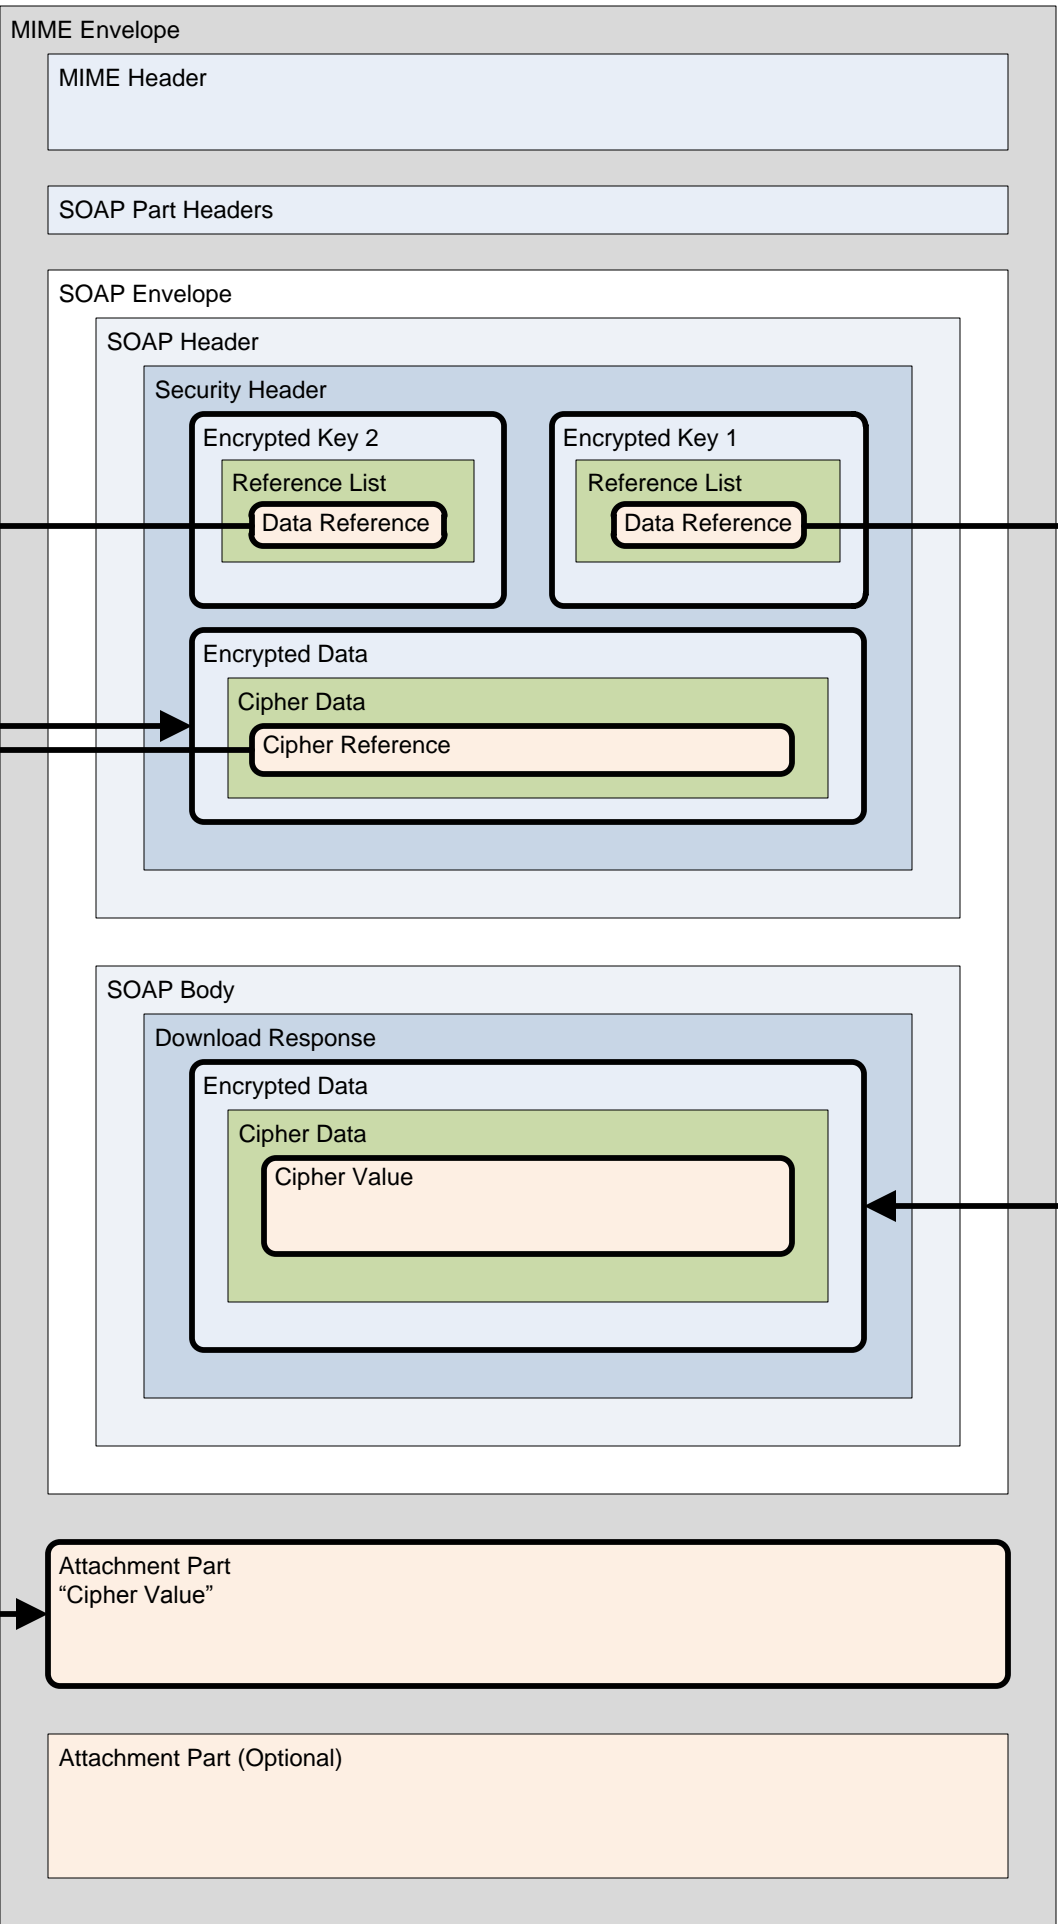 MIME Envelope
MIME Header
SOAP Part Headers
SOAP Envelope
SOAP Header
Security Header
Encrypted Key 2
Reference List
Data Reference
Encrypted Key 1
Reference List
Data Reference
Encrypted Data
Cipher Data
Cipher Reference
SOAP Body
Download Response
Encrypted Data
Cipher Data
Cipher Value
Attachment Part
“Cipher Value”
Attachment Part (Optional)